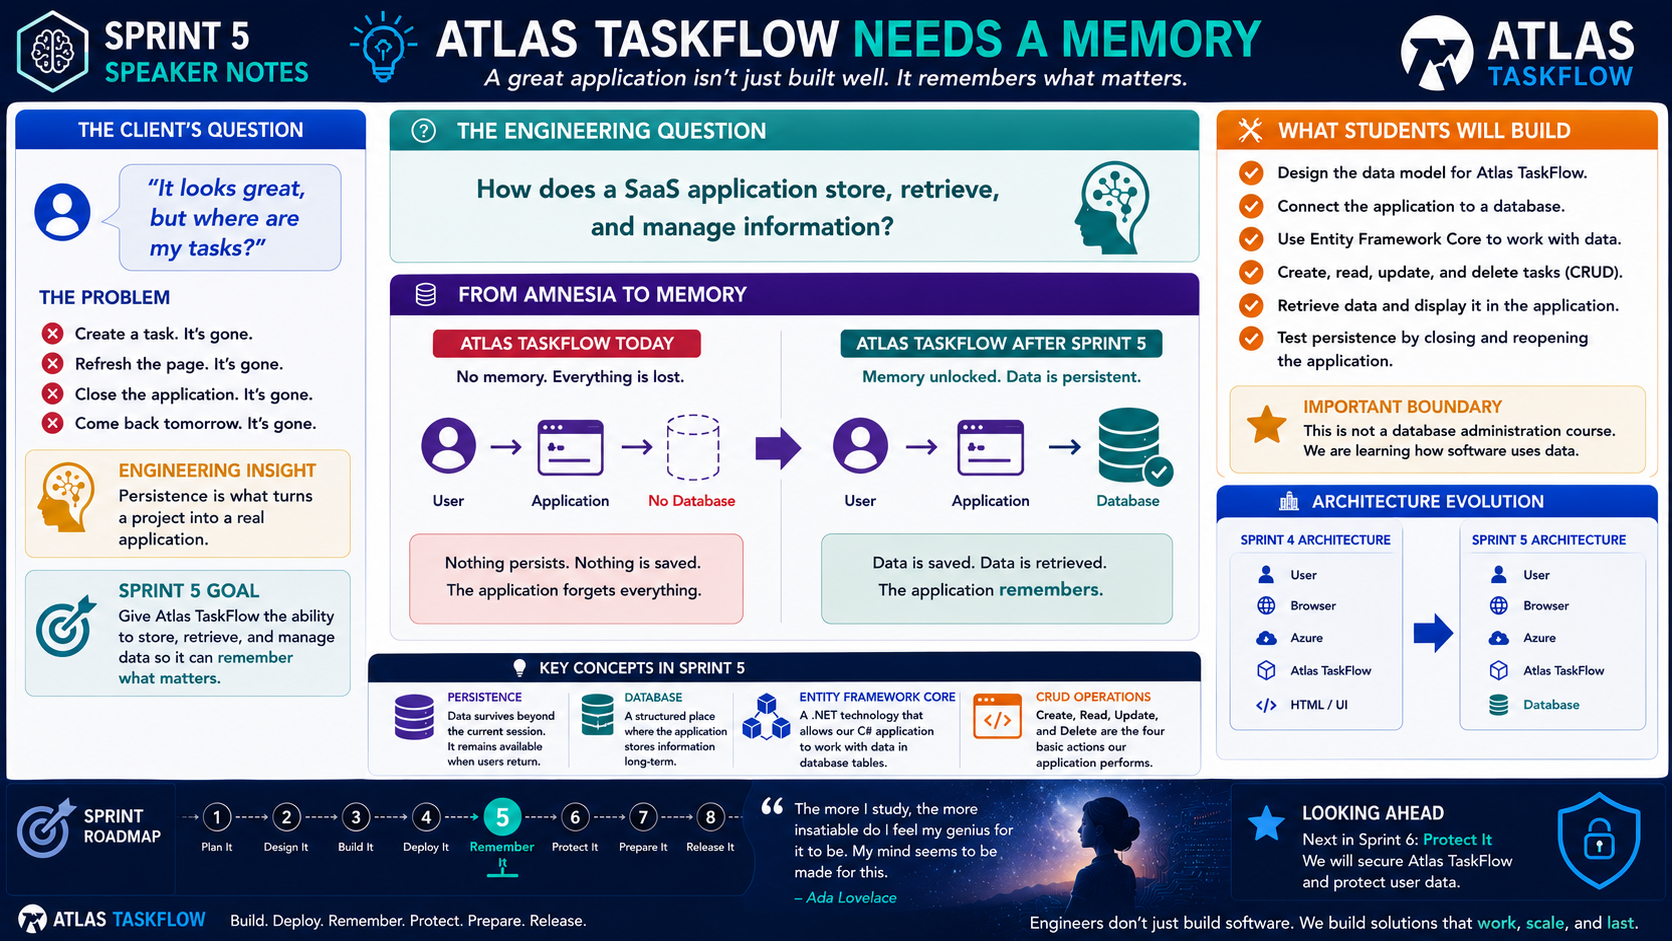 SPRINT 5
SPEAKER NOTES
ATLAS TASKFLOW NEEDS A MEMORY
A great application isn't just built well. It remembers what matters.
ATLAS
TASKFLOW
THE CLIENT'S QUESTION
"It looks great,
but where are
my tasks?"
THE PROBLEM
Create a task. It's gone.
Refresh the page. It's gone.
Close the application. It's gone.
Come back tomorrow. It's gone.
ENGINEERING INSIGHT
Persistence is what turns
a project into a real
application.
SPRINT 5 GOAL
Give Atlas TaskFlow the ability
to store, retrieve, and manage
data so it can remember
what matters.
THE ENGINEERING QUESTION
How does a SaaS application store, retrieve,
and manage information?
FROM AMNESIA TO MEMORY
ATLAS TASKFLOW TODAY
No memory. Everything is lost.
User
Application
No Database
Nothing persists. Nothing is saved.
The application forgets everything.
ATLAS TASKFLOW AFTER SPRINT 5
Memory unlocked. Data is persistent.
User
Application
Database
Data is saved. Data is retrieved.
The application remembers.
KEY CONCEPTS IN SPRINT 5
PERSISTENCE
Data survives beyond
the current session.
It remains available
when users return.
DATABASE
A structured place
where the application
stores information
long-term.
ENTITY FRAMEWORK CORE
A .NET technology that
allows our C# application
to work with data in
database tables.
CRUD OPERATIONS
Create, Read, Update,
and Delete are the four
basic actions our
application performs.
WHAT STUDENTS WILL BUILD
Design the data model for Atlas TaskFlow.
Connect the application to a database.
Use Entity Framework Core to work with data.
Create, read, update, and delete tasks (CRUD).
Retrieve data and display it in the application.
Test persistence by closing and reopening
the application.
IMPORTANT BOUNDARY
This is not a database administration course.
We are learning how software uses data.
ARCHITECTURE EVOLUTION
SPRINT 4 ARCHITECTURE
User
Browser
Azure
Atlas TaskFlow
HTML / UI
SPRINT 5 ARCHITECTURE
User
Browser
Azure
Atlas TaskFlow
Database
SPRINT
ROADMAP
1
Plan It
2
Design It
3
Build It
4
Deploy It
5
Remember
It
6
Protect It
7
Prepare It
8
Release It
“ The more I study, the more
insatiable do I feel my genius for
it to be. My mind seems to be
made for this.
– Ada Lovelace
LOOKING AHEAD
Next in Sprint 6: Protect It
We will secure Atlas TaskFlow
and protect user data.
ATLAS TASKFLOW
Build. Deploy. Remember. Protect. Prepare. Release.
Engineers don't just build software. We build solutions that work, scale, and last.